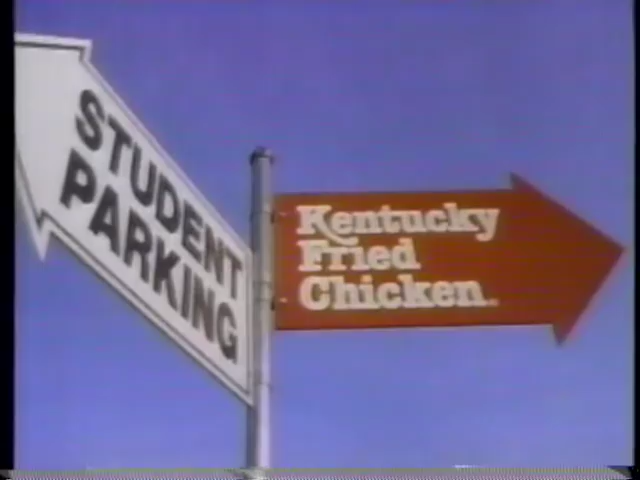 STUDENT
PARKING
Kentucky
Fried
Chicken.